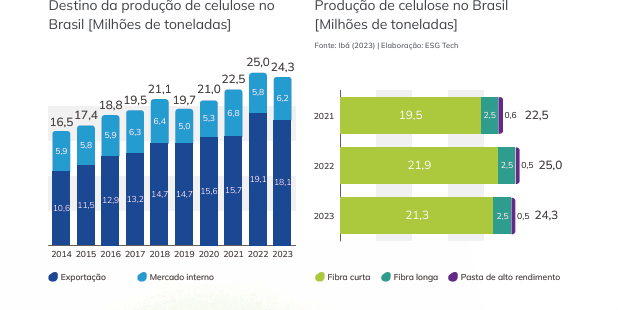 Destino da produção de celulose no
Brasil [Milhões de toneladas]
25,0
24,3
22,5
21,1
21,0
19,7
19,5
18,8
17,4
16,5
5,9
5,8
5,9
6,3
6,4
5,0
5,3
6,8
5,8
6,2
10,6
11,5
12,9
13,2
14,7
14,7
15,6
15,7
19,1
18,1
2014 2015 2016 2017 2018 2019 2020 2021 2022 2023
Exportação Mercado interno
Produção de celulose no Brasil
[Milhões de toneladas]
Fonte: Ibá (2023) | Elaboração: ESG Tech
2021 19,5 2,5 0,6 22,5
2022 21,9 2,5 0,5 25,0
2023 21,3 2,5 0,5 24,3
Fibra curta Fibra longa Pasta de alto rendimento